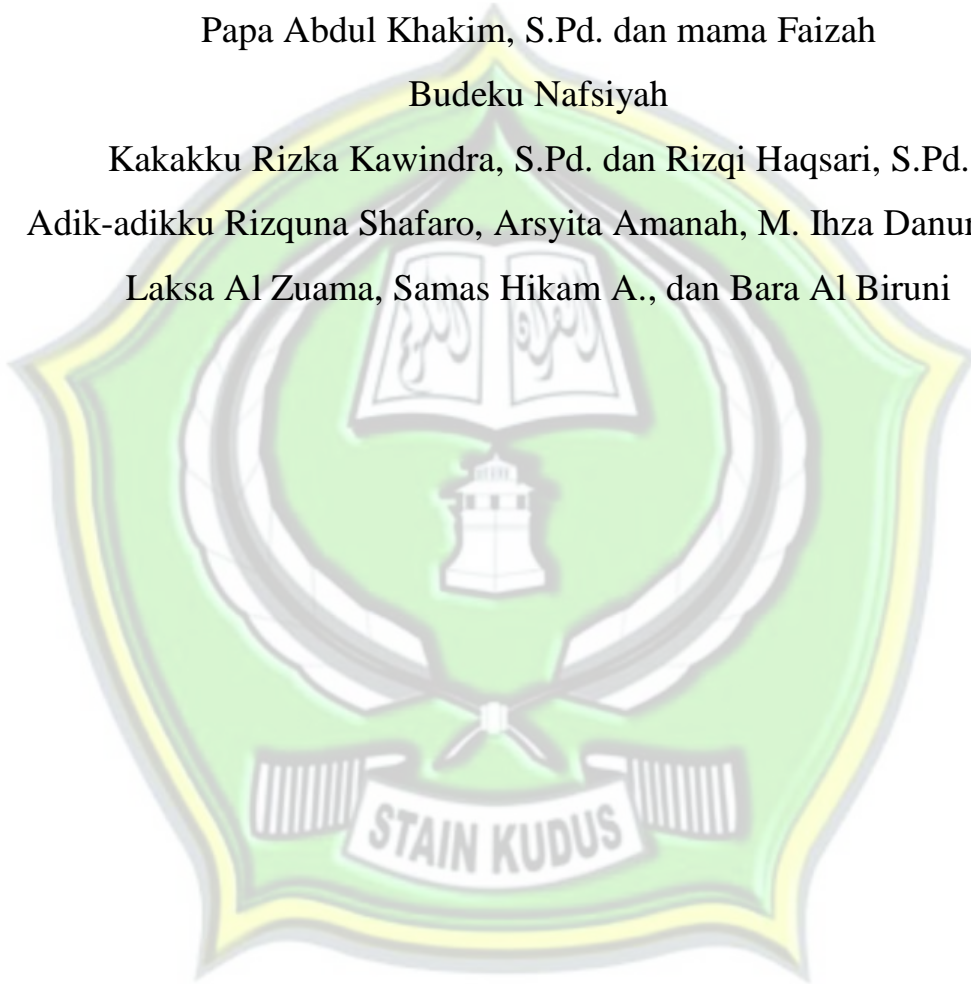 Papa Abdul Khakim, S.Pd. dan mama Faizah
Budeku Nafsiyah
Kakakku Rizka Kawindra, S.Pd. dan Rizqi Haqsari, S.Pd.
Adik-adikku Rizquna Shafaro, Arsyita Amanah, M. Ihza
Laksa Al Zuama, Samas Hikam A., dan Bara Al Biruni
STAIN KUDUS